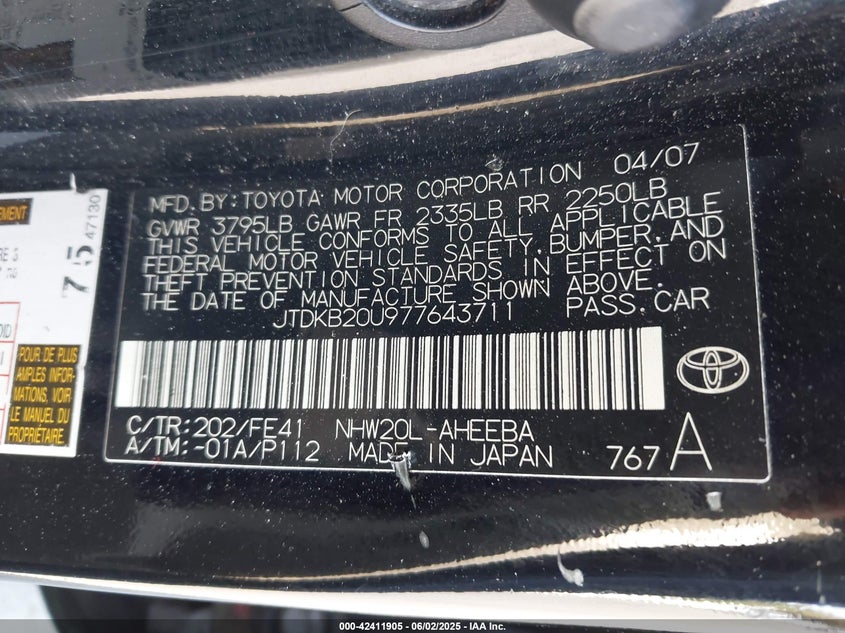 MFD. BY: TOYOTA MOTOR CORPORATION 04/07
GVWR 3795LB GAWR FR 2335LB RR 2250LB
THIS VEHICLE CONFORMS TO ALL APPLICABLE
FEDERAL MOTOR VEHICLE SAFETY, BUMPER, AND
THEFT PREVENTION STANDARDS IN EFFECT ON
THE DATE OF MANUFACTURE SHOWN ABOVE.
JTDKB20U977643711 PASS. CAR
C/TR: 202/FE41 NHW20L-AHEEBA
A/TM: -01A/P112 MADE IN JAPAN 767 A
75
47130
POUR DE PLUS
AMPLES INFOR-
MATIONS, VOIR
LE MANUEL DU
PROPRIÉTAIRE.
000-42411905 - 06/02/2025 - IAA Inc.